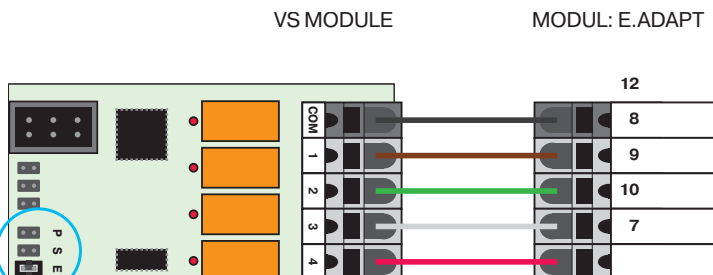 VS MODULE MODUL: E.ADAPT
12
COM 8
1 9
2 10
3 7
4
P
S
E